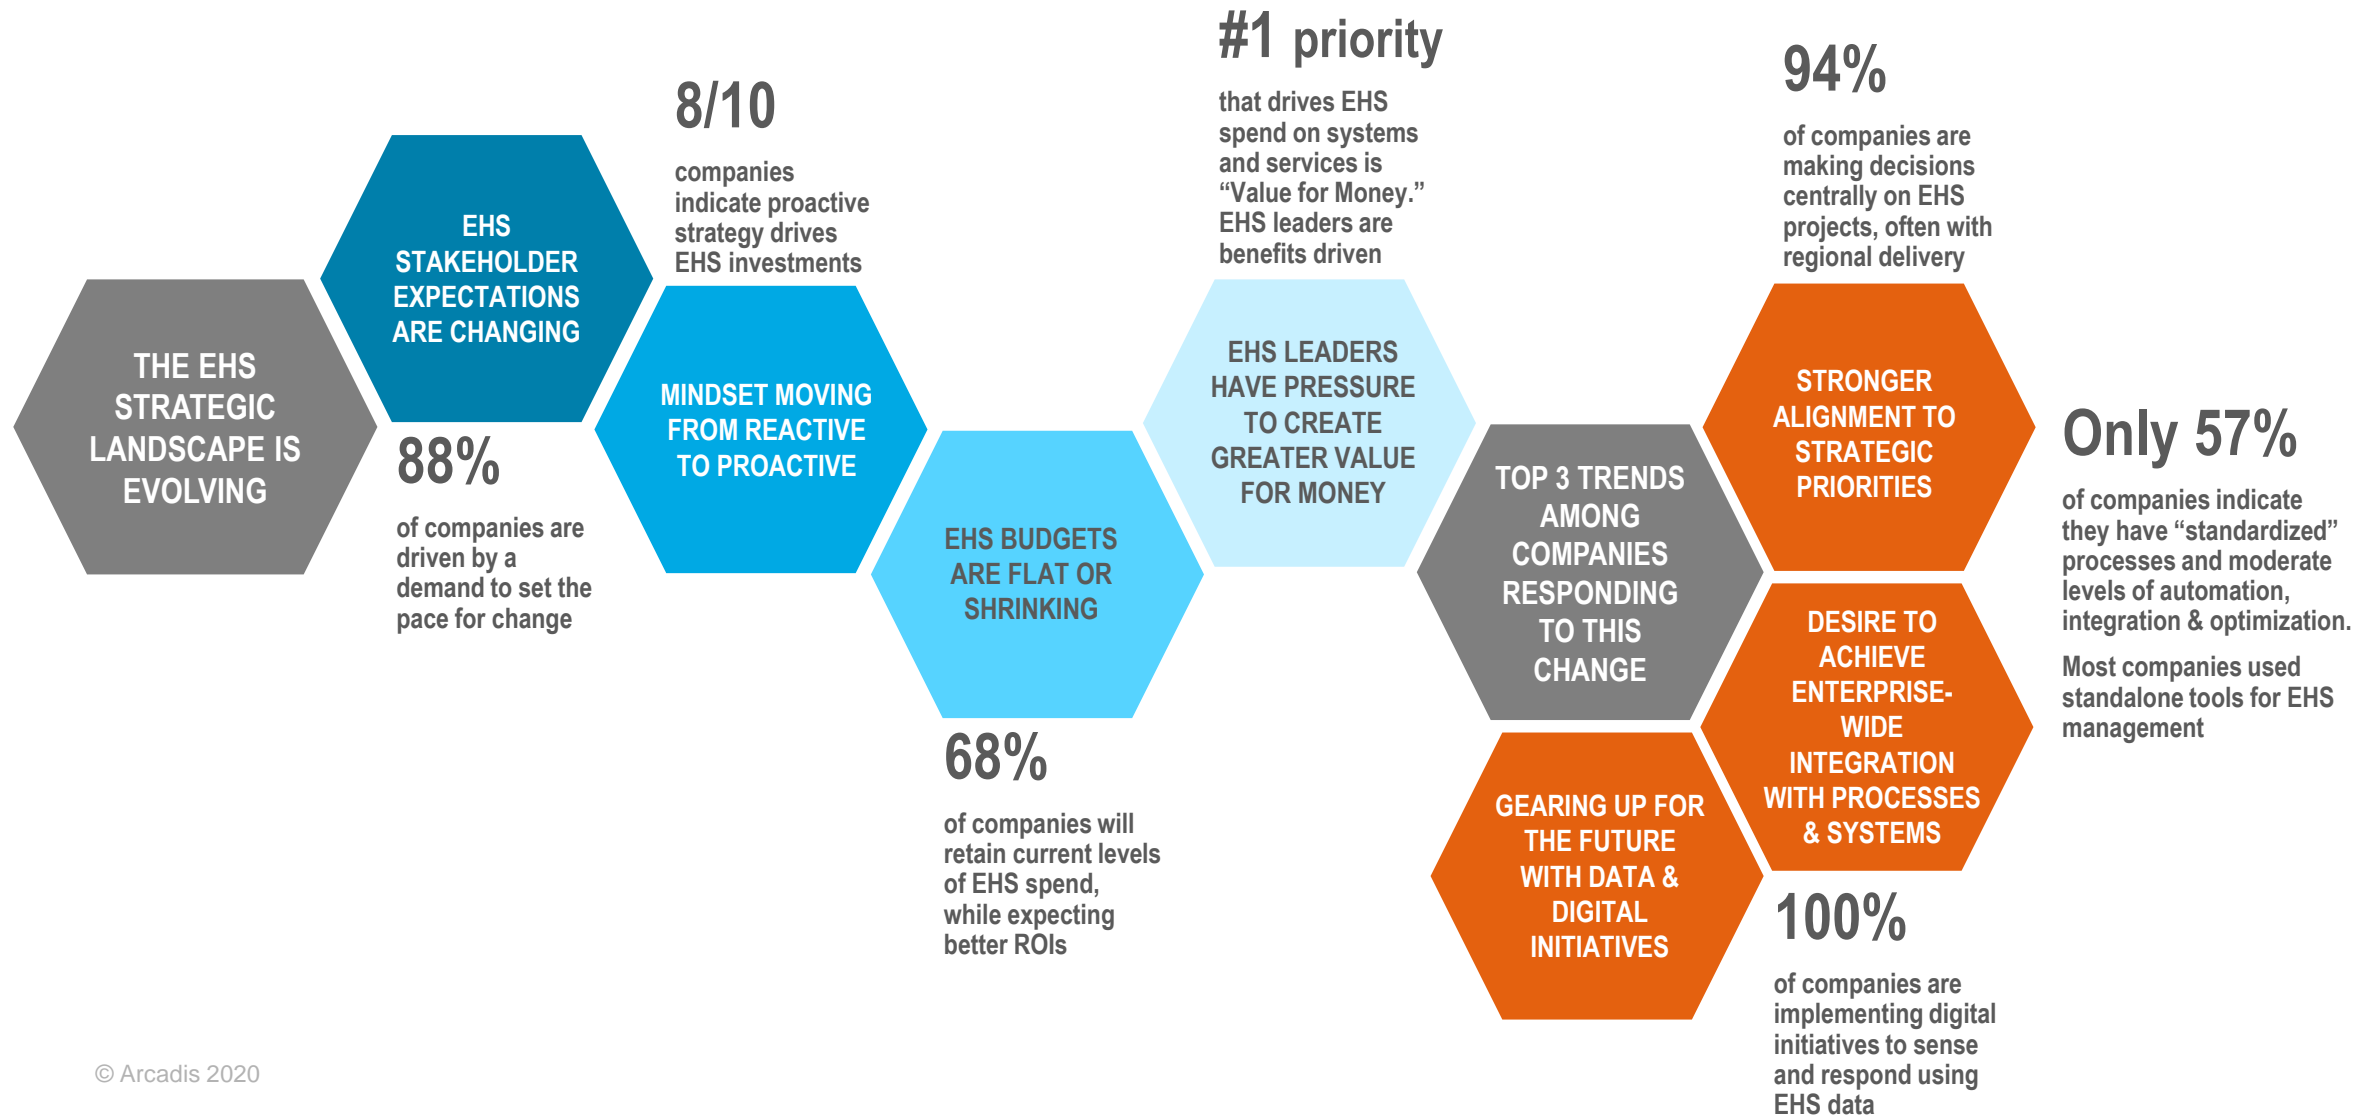 THE EHS
STRATEGIC
LANDSCAPE IS
EVOLVING
EHS
STAKEHOLDER
EXPECTATIONS
ARE CHANGING
88%
of companies are
driven by a
demand to set the
pace for change
8/10
companies
indicate proactive
strategy drives
EHS investments
MINDSET MOVING
FROM REACTIVE
TO PROACTIVE
EHS BUDGETS
ARE FLAT OR
SHRINKING
68%
of companies will
retain current levels
of EHS spend,
while expecting
better ROIs
#1 priority
that drives EHS
spend on systems
and services is
“Value for Money.”
EHS leaders are
benefits driven
EHS LEADERS
HAVE PRESSURE
TO CREATE
GREATER VALUE
FOR MONEY
TOP 3 TRENDS
AMONG
COMPANIES
RESPONDING
TO THIS
CHANGE
94%
of companies are
making decisions
centrally on EHS
projects, often with
regional delivery
STRONGER
ALIGNMENT TO
STRATEGIC
PRIORITIES
Only 57%
of companies indicate
they have “standardized”
processes and moderate
levels of automation,
integration & optimization.
Most companies used
standalone tools for EHS
management
DESIRE TO
ACHIEVE
ENTERPRISE-
WIDE
INTEGRATION
WITH PROCESSES
& SYSTEMS
GEARING UP FOR
THE FUTURE
WITH DATA &
DIGITAL
INITIATIVES
100%
of companies are
implementing digital
initiatives to sense
and respond using
EHS data
© Arcadis 2020